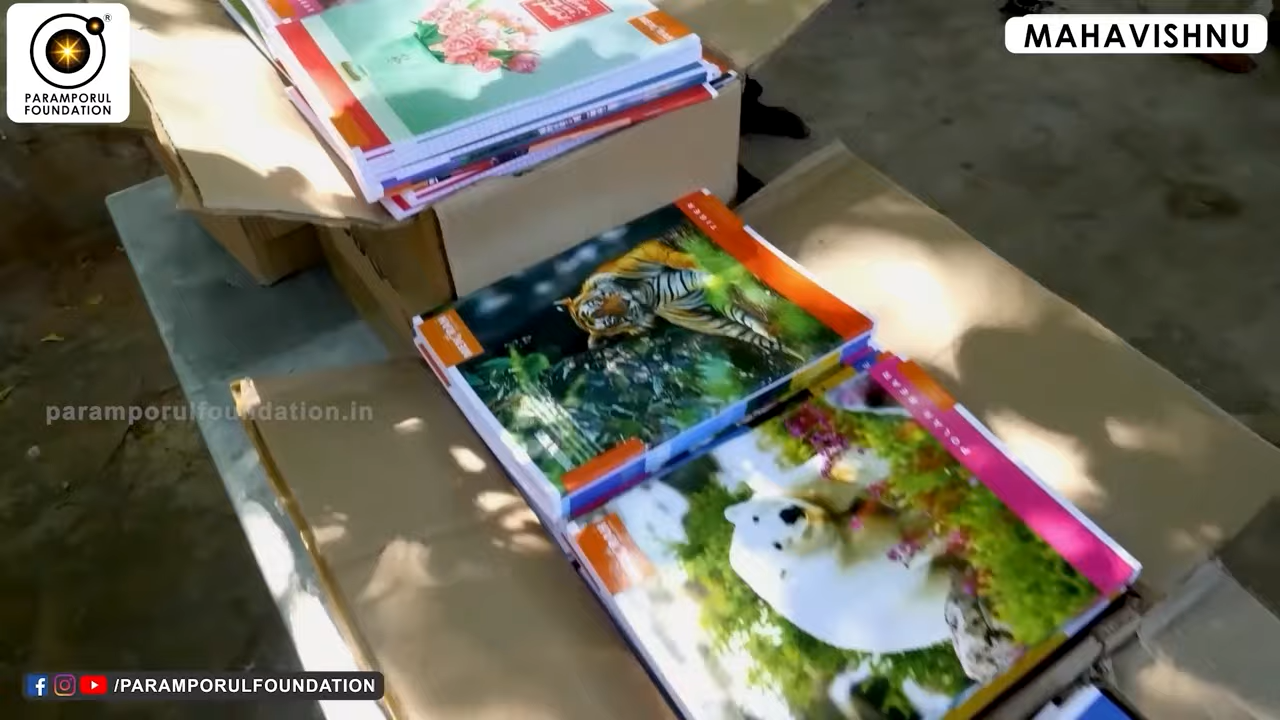 PARAMPORUL
FOUNDATION
®
MAHAVISHNU
TIGER
POLAR BEAR
paramporulfoundation.in
/PARAMPORULFOUNDATION